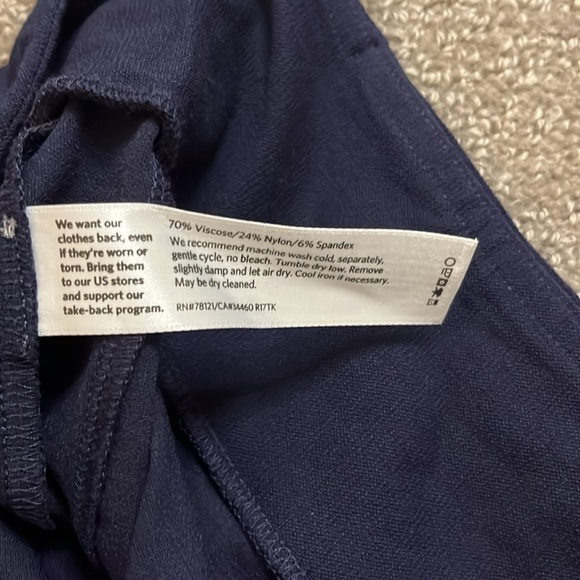 We want our
clothes back, even
if they're worn or
torn. Bring them
to our US stores
and support our
take-back program.
70% Viscose/24% Nylon/6% Spandex
We recommend machine wash cold, separately,
gentle cycle, no bleach. Tumble dry low. Remove
slightly damp and let air dry. Cool iron if necessary.
May be dry cleaned.
RN#78121/CA#34460 R17TK